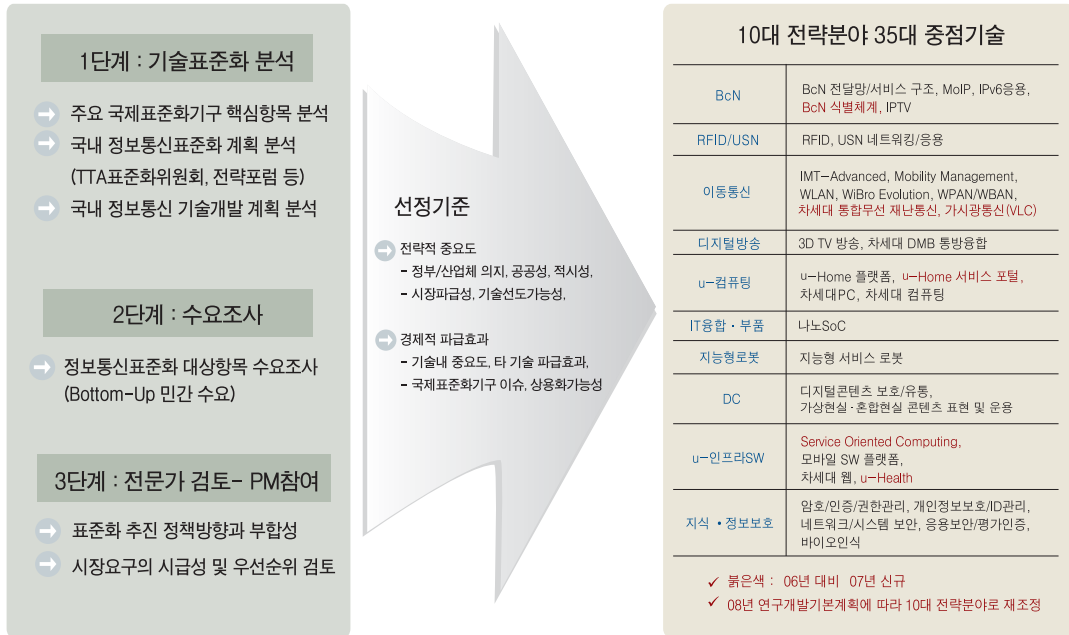 1단계 : 기술표준화 분석
주요 국제표준화기구 핵심항목 분석
국내 정보통신표준화 계획 분석
(TTA표준화위원회, 전략포럼 등)
국내 정보통신 기술개발 계획 분석
2단계 : 수요조사
정보통신표준화 대상항목 수요조사
(Bottom-Up 민간 수요)
3단계 : 전문가 검토- PM참여
표준화 추진 정책방향과 부합성
시장요구의 시급성 및 우선순위 검토
선정기준
전략적 중요도
- 정부/산업체 의지, 공공성, 적시성,
- 시장파급성, 기술선도가능성,
경제적 파급효과
- 기술내 중요도, 타 기술 파급효과,
- 국제표준화기구 이슈, 상용화가능성
10대 전략분야 35대 중점기술
BcN
BcN 전달망/서비스 구조, MoIP, IPv6응용,
BcN 식별체계, IPTV
RFID/USN
RFID, USN 네트워킹/응용
이동통신
IMT-Advanced, Mobility Management,
WLAN, WiBro Evolution, WPAN/WBAN,
차세대 통합무선 재난통신, 가시광통신(VLC)
디지털방송
3D TV 방송, 차세대 DMB 통방융합
u-컴퓨팅
u-Home 플랫폼, u-Home 서비스 포털,
차세대PC, 차세대 컴퓨팅
IT융합·부품
나노SoC
지능형로봇
지능형 서비스 로봇
DC
디지털콘텐츠 보호/유통,
가상현실·혼합현실 콘텐츠 표현 및 운용
u-인프라SW
Service Oriented Computing,
모바일 SW 플랫폼,
차세대 웹, u-Health
지식 •정보보호
암호/인증/권한관리, 개인정보보호/ID관리,
네트워크/시스템 보안, 응용보안/평가인증,
바이오인식
✓ 붉은색 : 06년 대비 07년 신규
✓ 08년 연구개발기본계획에 따라 10대 전략분야로 재조정